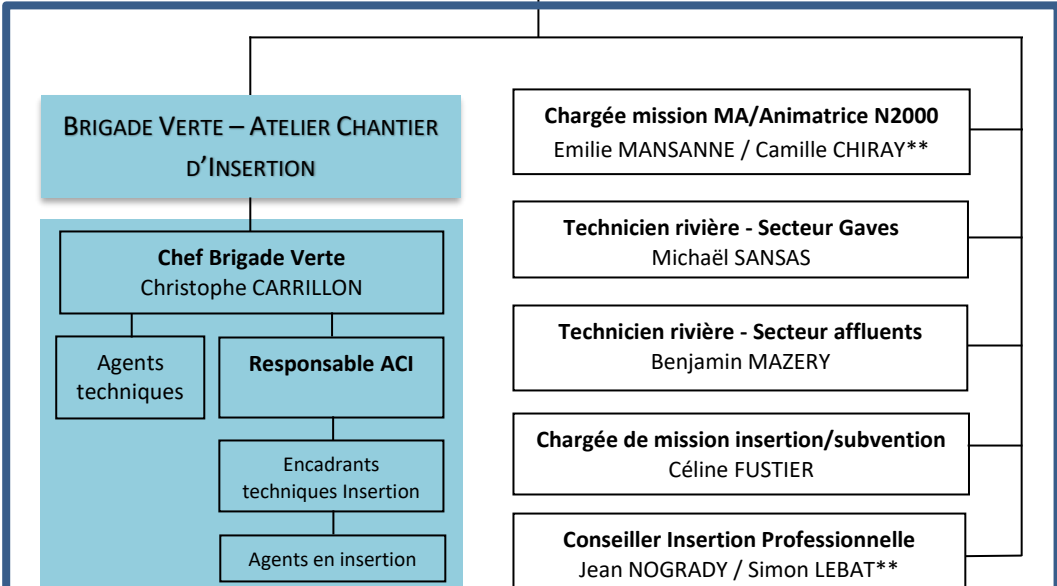 BRIGADE VERTE – ATELIER CHANTIER
D'INSERTION
Chef Brigade Verte
Christophe CARRILLON
Agents
techniques
Responsable ACI
Encadrants
techniques Insertion
Agents en insertion
Chargée mission MA/Animatrice N2000
Emilie MANSANNE / Camille CHIRAY**
Technicien rivière - Secteur Gaves
Michaël SANSAS
Technicien rivière - Secteur affluents
Benjamin MAZERY
Chargée de mission insertion/subvention
Céline FUSTIER
Conseiller Insertion Professionnelle
Jean NOGRADY / Simon LEBAT**